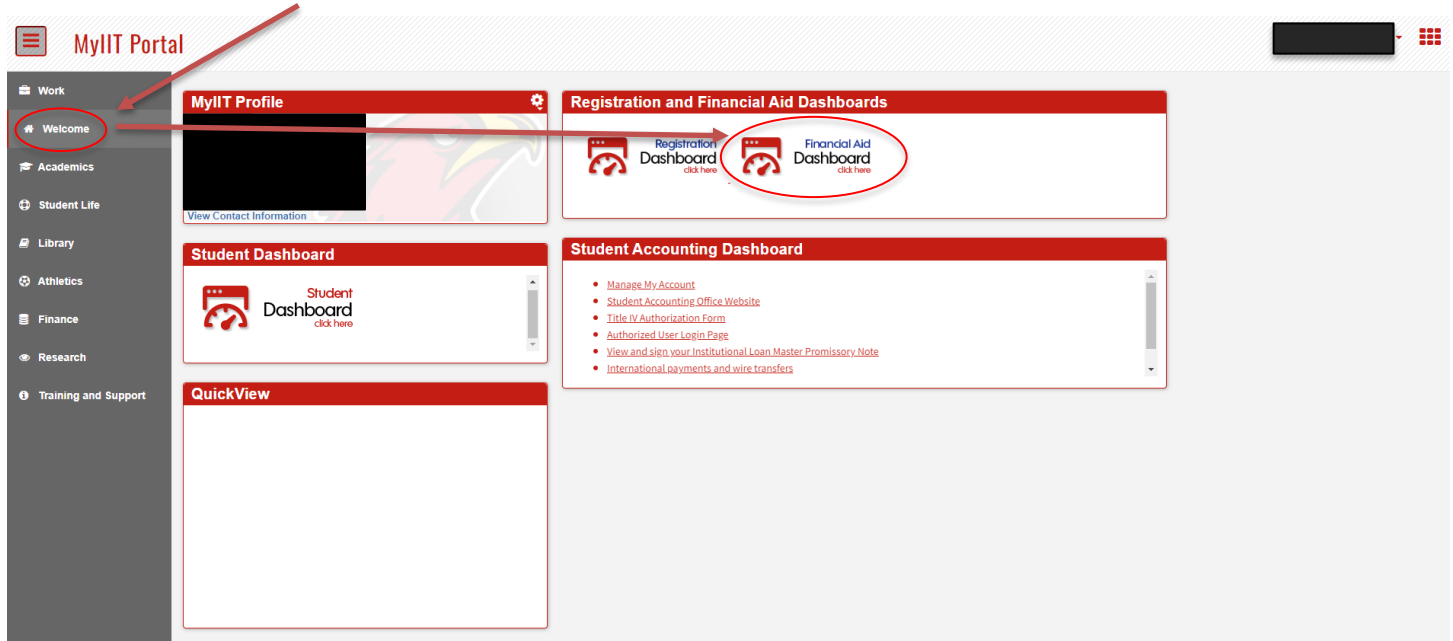 MyIIT Portal
Work
Welcome
Academics
Student Life
Library
Athletics
Finance
Research
Training and Support
MyIIT Profile
View Contact Information
Student Dashboard
Student
Dashboard
click here
QuickView
Registration and Financial Aid Dashboards
Registration
Dashboard
click here
Financial Aid
Dashboard
click here
Student Accounting Dashboard
Manage My Account
Student Accounting Office Website
Title IV Authorization Form
Authorized User Login Page
View and sign your Institutional Loan Master Promissory Note
International payments and wire transfers